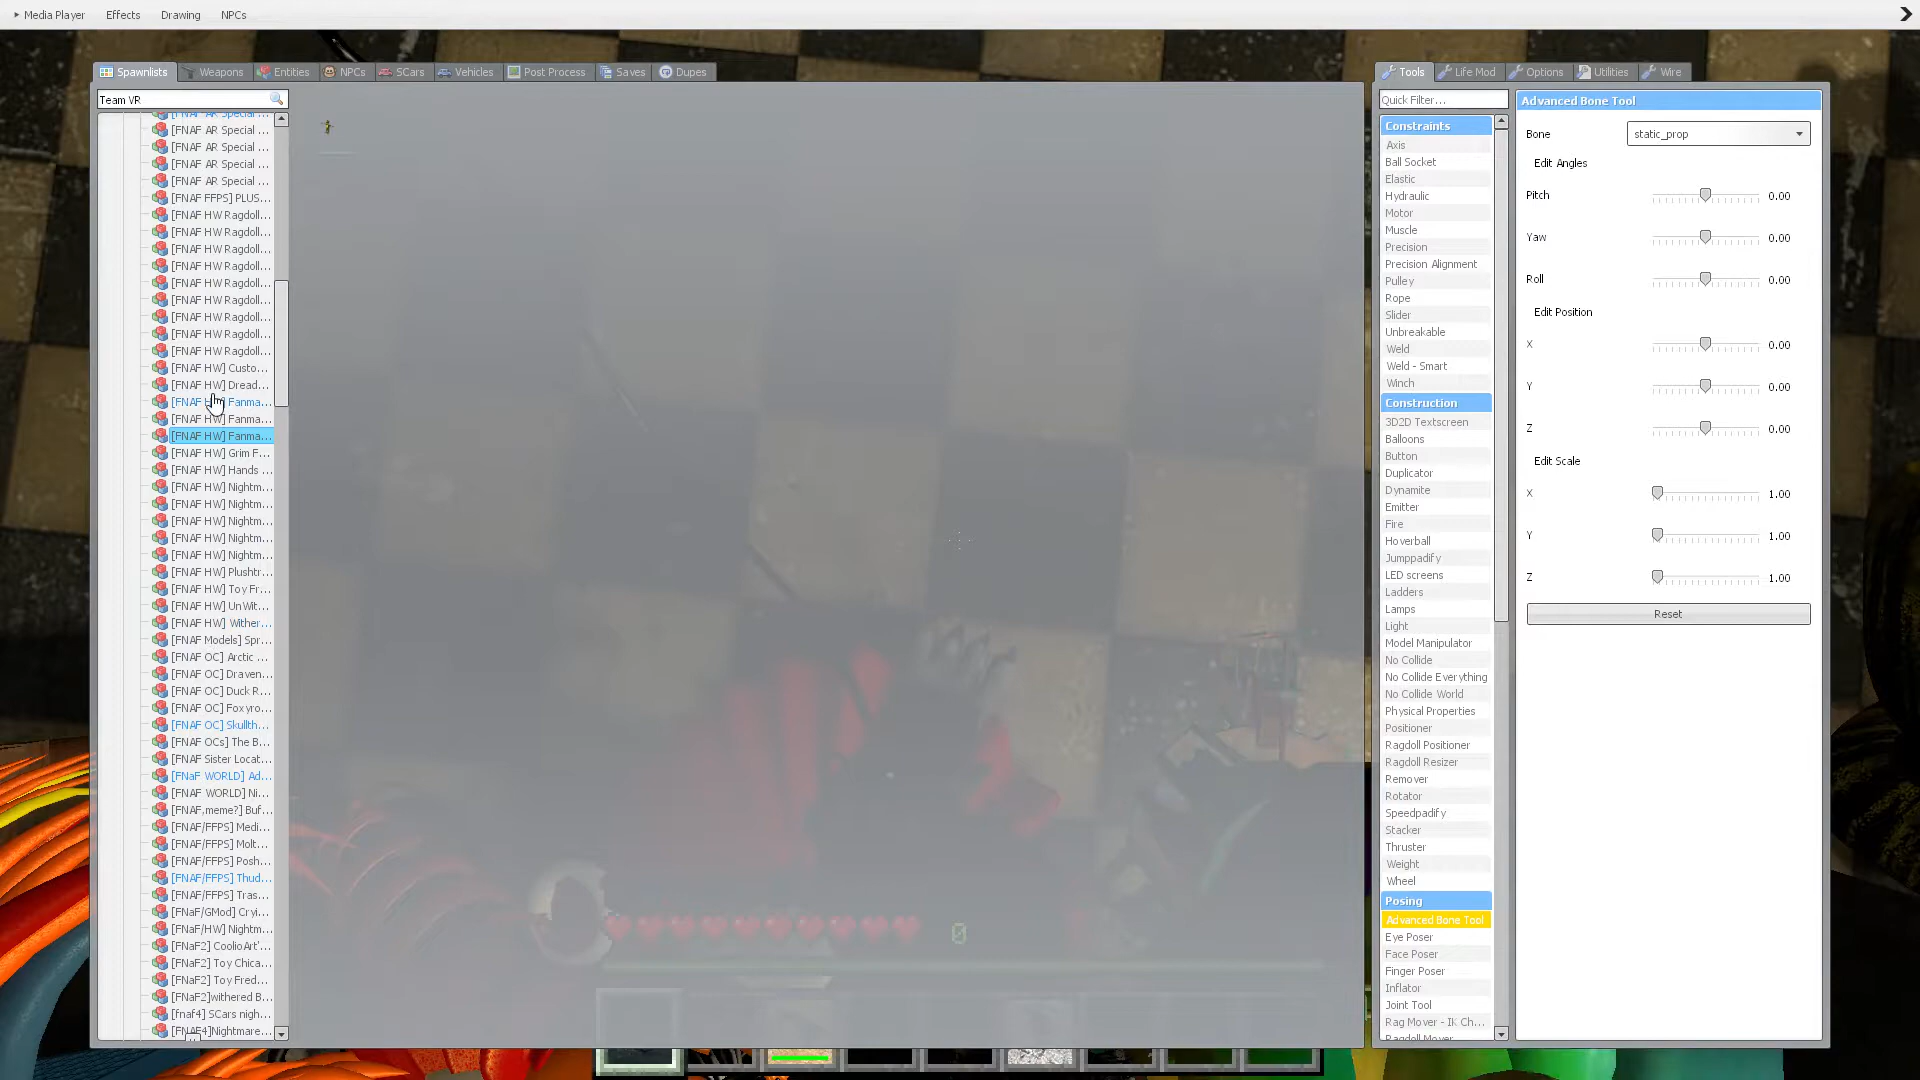 Media Player Effects Drawing NPCs
Spawnlists Weapons Entities NPCs SCars Vehicles Post Process Saves Dupes
Team VR
[FNAF AR Special
[FNAF AR Special ...
[FNAF AR Special ...
[FNAF AR Special ...
[FNAF AR Special ...
[FNAF FFPS] PLUS...
[FNAF HW Ragdoll...
[FNAF HW Ragdoll...
[FNAF HW Ragdoll...
[FNAF HW Ragdoll...
[FNAF HW Ragdoll...
[FNAF HW Ragdoll...
[FNAF HW Ragdoll...
[FNAF HW Ragdoll...
[FNAF HW Ragdoll...
[FNAF HW] Custo...
[FNAF HW] Dread...
[FNAF HW] Fanma...
[FNAF HW] Fanma...
[FNAF HW] Fanma...
[FNAF HW] Grim F...
[FNAF HW] Hands ...
[FNAF HW] Nightm...
[FNAF HW] Nightm...
[FNAF HW] Nightm...
[FNAF HW] Nightm...
[FNAF HW] Nightm...
[FNAF HW] Plushtr...
[FNAF HW] Toy Fr...
[FNAF HW] UnWit...
[FNAF HW] Wither...
[FNAF Models] Spr...
[FNAF OC] Arctic ...
[FNAF OC] Draven...
[FNAF OC] Duck R...
[FNAF OC] Foxyro...
[FNAF OC] Skullth...
[FNAF OCs] The B...
[FNAF Sister Locat...
[FNaF WORLD] Ad...
[FNAF WORLD] Ni...
[FNAF,meme?] Buf...
[FNAF/FFPS] Medi...
[FNAF/FFPS] Molt...
[FNAF/FFPS] Posh...
[FNAF/FFPS] Thud...
[FNAF/FFPS] Tras...
[FNaF/GMod] Cryi...
[FNaF/HW] Nightm...
[FNaF2] CoolioArt'...
[FNaF2] Toy Chica...
[FNaF2] Toy Fred...
[FNaF2]withered B...
[fnaf4] SCars nigh...
[FNAF4]Nightmare...
0
Tools Life Mod Options Utilities Wire
Quick Filter...
Constraints
Axis
Ball Socket
Elastic
Hydraulic
Motor
Muscle
Precision
Precision Alignment
Pulley
Rope
Slider
Unbreakable
Weld
Weld - Smart
Winch
Construction
3D2D Textscreen
Balloons
Button
Duplicator
Dynamite
Emitter
Fire
Hoverball
Jumppadify
LED screens
Ladders
Lamps
Light
Model Manipulator
No Collide
No Collide Everything
No Collide World
Physical Properties
Positioner
Ragdoll Positioner
Ragdoll Resizer
Remover
Rotator
Speedpadify
Stacker
Thruster
Weight
Wheel
Posing
Advanced Bone Tool
Eye Poser
Face Poser
Finger Poser
Inflator
Joint Tool
Rag Mover - IK Ch...
Ragdoll Mover
Advanced Bone Tool
Bone static_prop
Edit Angles
Pitch 0.00
Yaw 0.00
Roll 0.00
Edit Position
X 0.00
Y 0.00
Z 0.00
Edit Scale
X 1.00
Y 1.00
Z 1.00
Reset